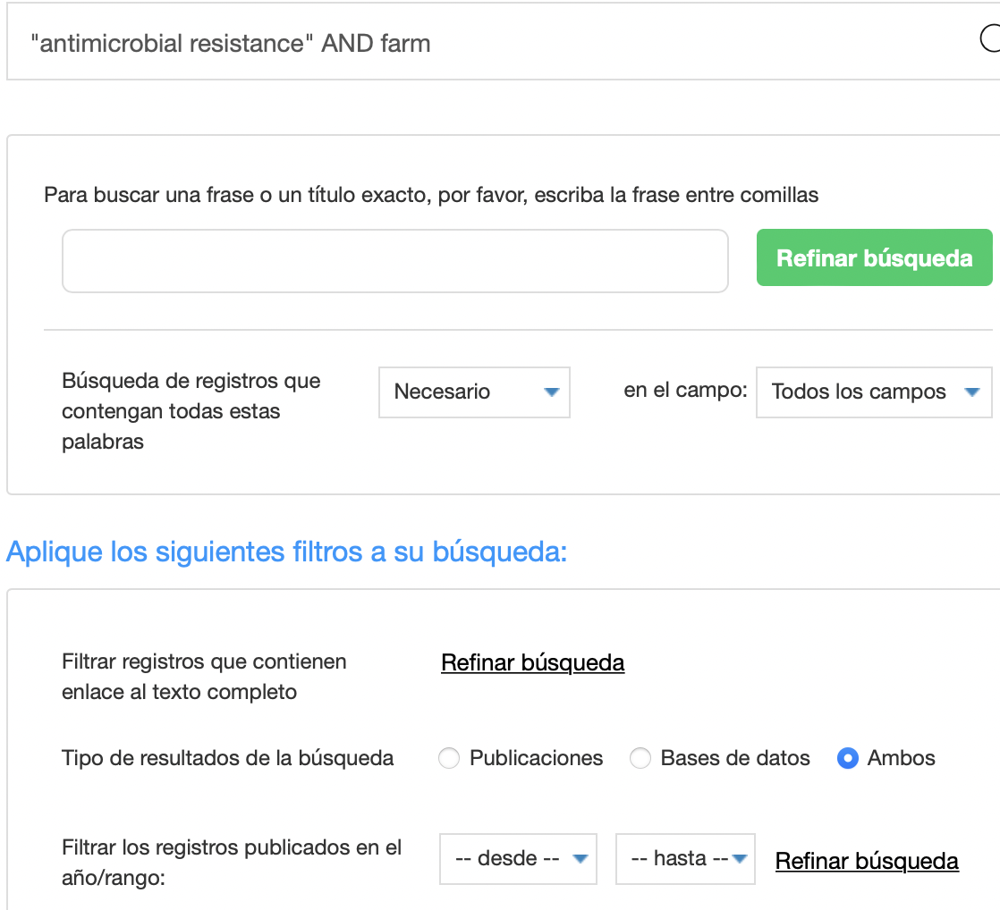 "antimicrobial resistance" AND farm
Para buscar una frase o un título exacto, por favor, escriba la frase entre comillas
Refinar búsqueda
Búsqueda de registros que
contengan todas estas
palabras
Necesario
en el campo:
Todos los campos
Aplique los siguientes filtros a su búsqueda:
Filtrar registros que contienen
enlace al texto completo
Refinar búsqueda
Tipo de resultados de la búsqueda
Publicaciones
Bases de datos
Ambos
Filtrar los registros publicados en el
año/rango:
-- desde --
-- hasta --
Refinar búsqueda